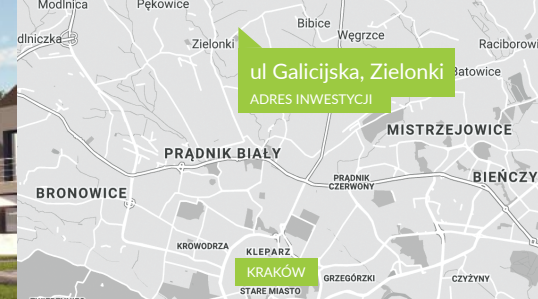 Modlnica
Pękowice
Bibice
Węgrzce
Zielonki
Raciborowi
ul Galicijska, Zielonki
Batowice
ADRES INWESTYCJI
MISTRZEJOWICE
PRĄDNIK BIAŁY
PRĄDNIK
CZERWONY
BIEŃCZY
BRONOWICE
KROWODRZA
KLEPARZ
KRAKÓW
GRZEGÓRZKI
CZYŻYNY
STARE MIASTO